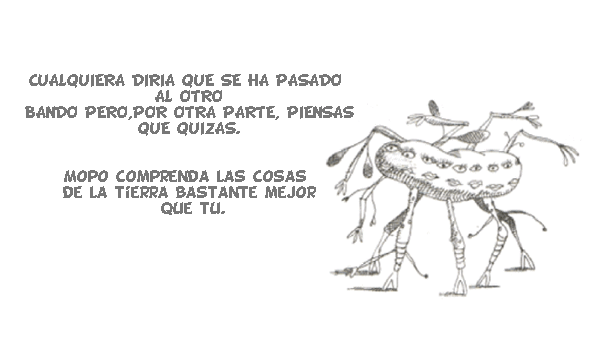 CUALQUIERA DIRIA QUE SE HA PASADO
AL OTRO
BANDO PERO,POR OTRA PARTE, PIENSAS
QUE QUIZAS.
MOPO COMPRENDA LAS COSAS
DE LA TIERRA BASTANTE MEJOR
QUE TU.